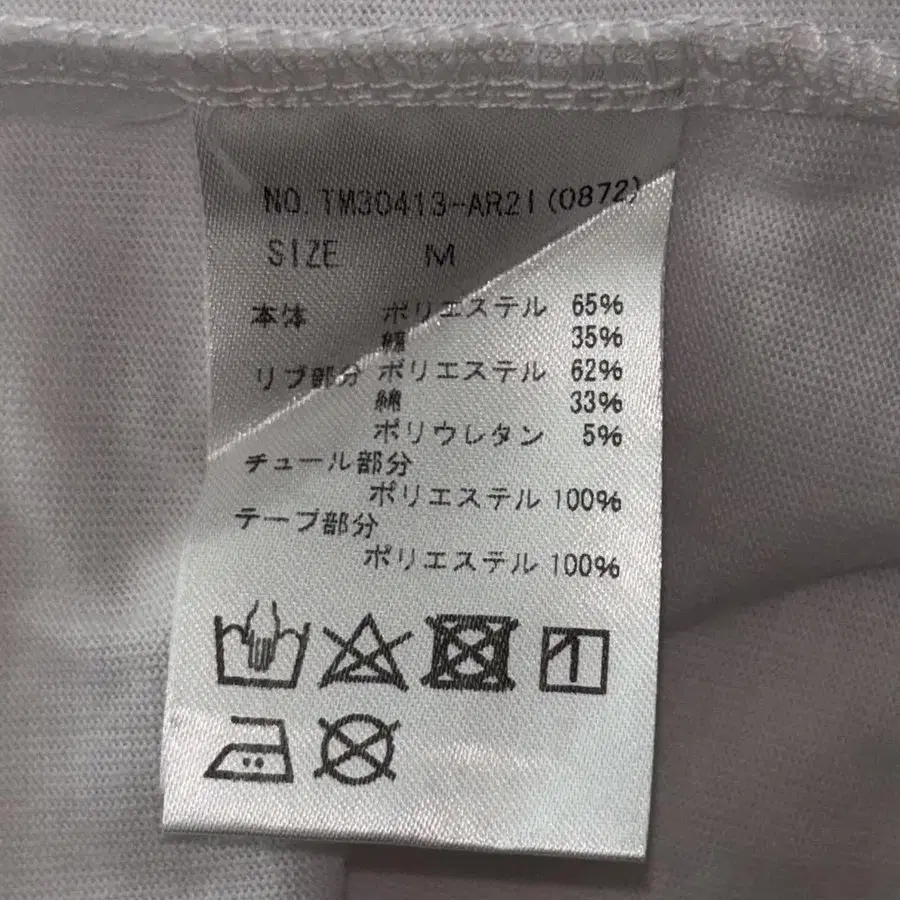 NO.TM30413-AR2I(0872)
SIZE M
本体 ポリエステル 65%
綿 35%
リブ部分 ポリエステル 62%
綿 33%
ポリウレタン 5%
チュール部分
ポリエステル 100%
テープ部分
ポリエステル 100%